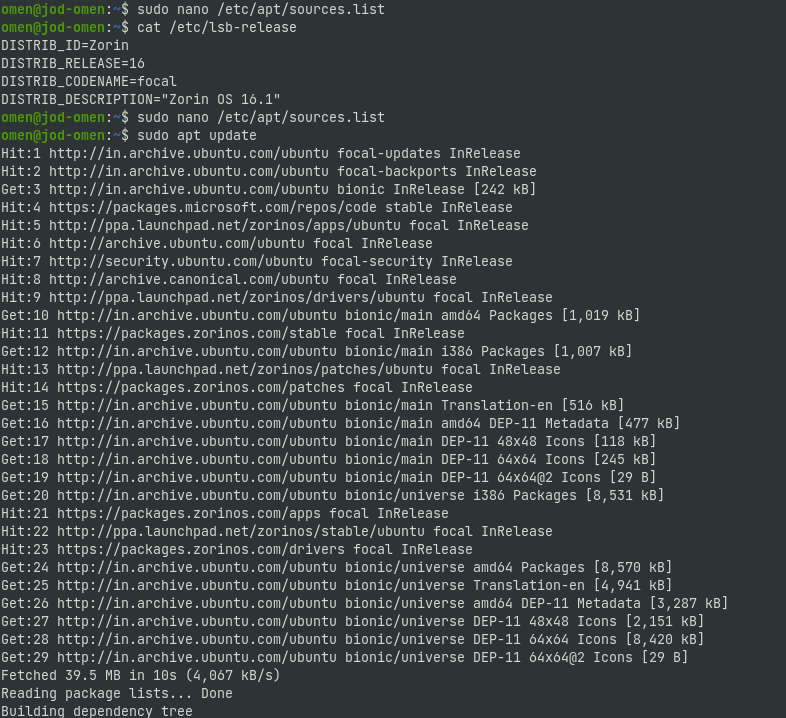 omen@jod-omen:~$ sudo nano /etc/apt/sources.list
omen@jod-omen:~$ cat /etc/lsb-release
DISTRIB_ID=Zorin
DISTRIB_RELEASE=16
DISTRIB_CODENAME=focal
DISTRIB_DESCRIPTION="Zorin OS 16.1"
omen@jod-omen:~$ sudo nano /etc/apt/sources.list
omen@jod-omen:~$ sudo apt update
Hit:1 http://in.archive.ubuntu.com/ubuntu focal-updates InRelease
Hit:2 http://in.archive.ubuntu.com/ubuntu focal-backports InRelease
Get:3 http://in.archive.ubuntu.com/ubuntu bionic InRelease [242 kB]
Hit:4 https://packages.microsoft.com/repos/code stable InRelease
Hit:5 http://ppa.launchpad.net/zorinos/apps/ubuntu focal InRelease
Hit:6 http://archive.ubuntu.com/ubuntu focal InRelease
Hit:7 http://security.ubuntu.com/ubuntu focal-security InRelease
Hit:8 http://archive.canonical.com/ubuntu focal InRelease
Hit:9 http://ppa.launchpad.net/zorinos/drivers/ubuntu focal InRelease
Get:10 http://in.archive.ubuntu.com/ubuntu bionic/main amd64 Packages [1,019 kB]
Hit:11 https://packages.zorinos.com/stable focal InRelease
Get:12 http://in.archive.ubuntu.com/ubuntu bionic/main i386 Packages [1,007 kB]
Hit:13 http://ppa.launchpad.net/zorinos/patches/ubuntu focal InRelease
Hit:14 https://packages.zorinos.com/patches focal InRelease
Get:15 http://in.archive.ubuntu.com/ubuntu bionic/main Translation-en [516 kB]
Get:16 http://in.archive.ubuntu.com/ubuntu bionic/main amd64 DEP-11 Metadata [477 kB]
Get:17 http://in.archive.ubuntu.com/ubuntu bionic/main DEP-11 48x48 Icons [118 kB]
Get:18 http://in.archive.ubuntu.com/ubuntu bionic/main DEP-11 64x64 Icons [245 kB]
Get:19 http://in.archive.ubuntu.com/ubuntu bionic/main DEP-11 64x64@2 Icons [29 B]
Get:20 http://in.archive.ubuntu.com/ubuntu bionic/universe i386 Packages [8,531 kB]
Hit:21 https://packages.zorinos.com/apps focal InRelease
Hit:22 http://ppa.launchpad.net/zorinos/stable/ubuntu focal InRelease
Hit:23 https://packages.zorinos.com/drivers focal InRelease
Get:24 http://in.archive.ubuntu.com/ubuntu bionic/universe amd64 Packages [8,570 kB]
Get:25 http://in.archive.ubuntu.com/ubuntu bionic/universe Translation-en [4,941 kB]
Get:26 http://in.archive.ubuntu.com/ubuntu bionic/universe amd64 DEP-11 Metadata [3,287 kB]
Get:27 http://in.archive.ubuntu.com/ubuntu bionic/universe DEP-11 48x48 Icons [2,151 kB]
Get:28 http://in.archive.ubuntu.com/ubuntu bionic/universe DEP-11 64x64 Icons [8,420 kB]
Get:29 http://in.archive.ubuntu.com/ubuntu bionic/universe DEP-11 64x64@2 Icons [29 B]
Fetched 39.5 MB in 10s (4,067 kB/s)
Reading package lists... Done
Building dependency tree